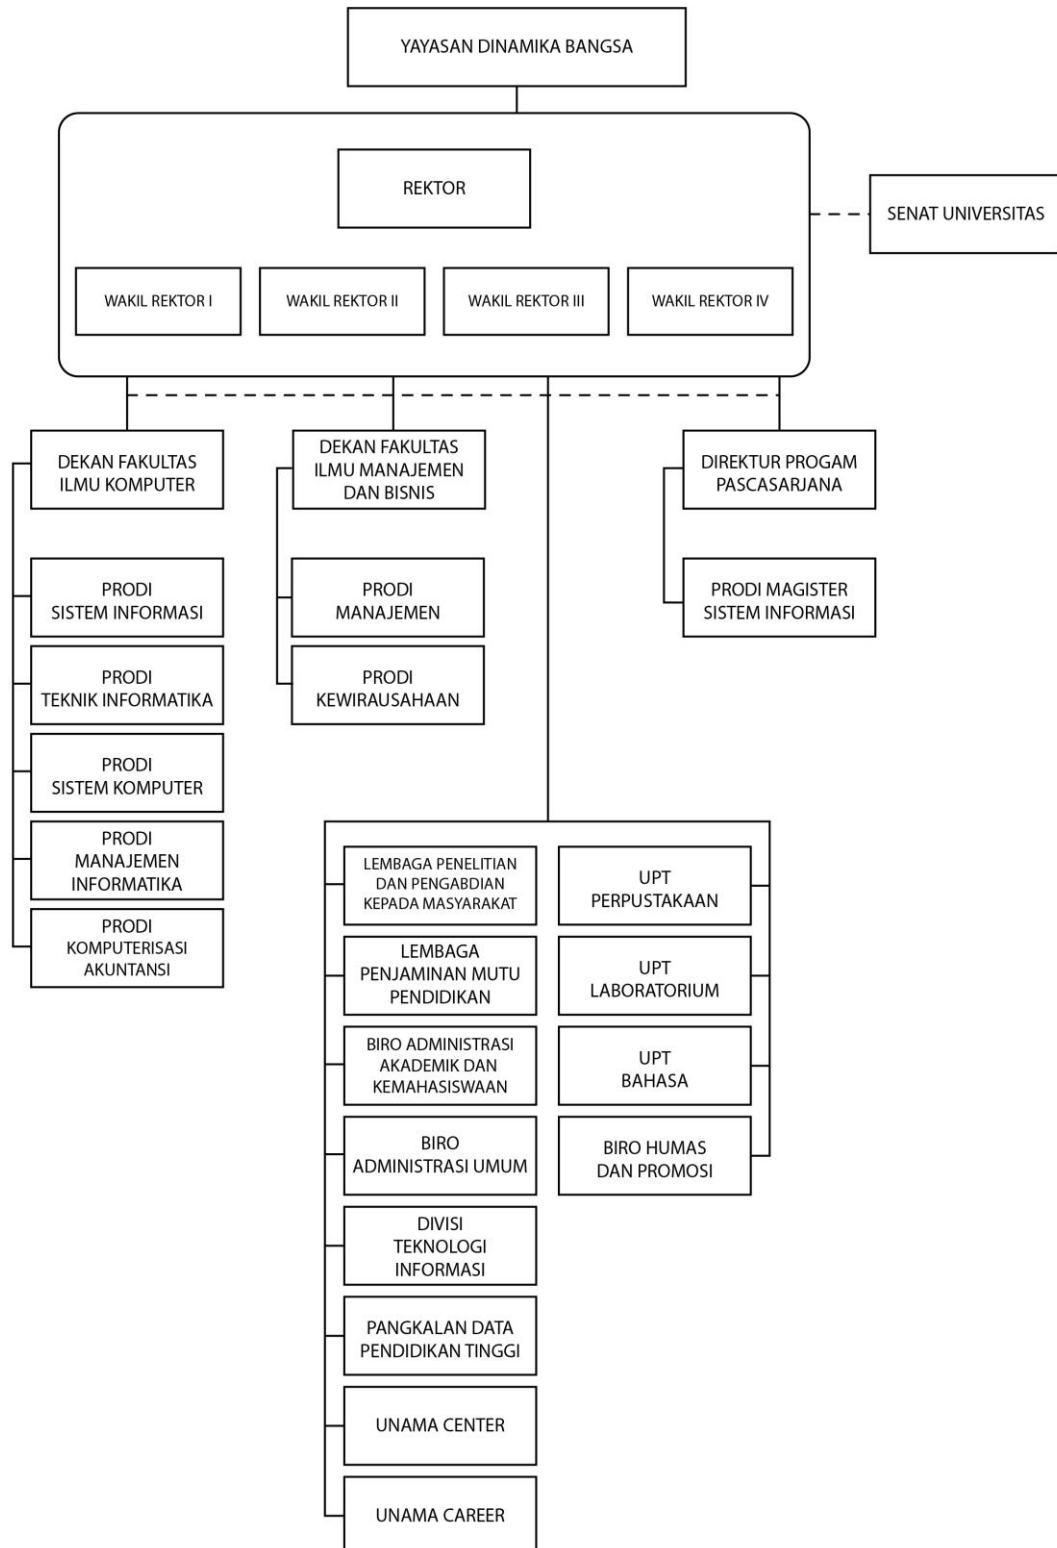 YAYASAN DINAMIKA BANGSA
REKTOR
SENAT UNIVERSITAS
WAKIL REKTOR I
WAKIL REKTOR II
WAKIL REKTOR III
WAKIL REKTOR IV
DEKAN FAKULTAS
ILMU KOMPUTER
DEKAN FAKULTAS
ILMU MANAJEMEN
DAN BISNIS
DIREKTUR PROGAM
PASCASARJANA
PRODI
SISTEM INFORMASI
PRODI
MANAJEMEN
PRODI MAGISTER
SISTEM INFORMASI
PRODI
TEKNIK INFORMATIKA
PRODI
KEWIRAUSAHAAN
PRODI
SISTEM KOMPUTER
PRODI
MANAJEMEN
INFORMATIKA
PRODI
KOMPUTERISASI
AKUNTANSI
LEMBAGA PENELITIAN
DAN PENGABDIAN
KEPADA MASYARAKAT
UPT
PERPUSTAKAAN
LEMBAGA
PENJAMINAN MUTU
PENDIDIKAN
UPT
LABORATORIUM
BIRO ADMINISTRASI
AKADEMIK DAN
KEMAHASISWAAN
UPT
BAHASA
BIRO
ADMINISTRASI UMUM
BIRO HUMAS
DAN PROMOSI
DIVISI
TEKNOLOGI
INFORMASI
PANGKALAN DATA
PENDIDIKAN TINGGI
UNAMA CENTER
UNAMA CAREER